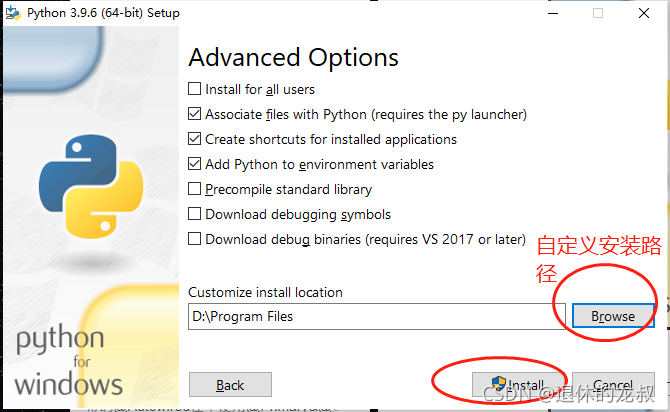 Python 3.9.6 (64-bit) Setup
Advanced Options
Install for all users
Associate files with Python (requires the py launcher)
Create shortcuts for installed applications
Add Python to environment variables
Precompile standard library
Download debugging symbols
Download debug binaries (requires VS 2017 or later)
自定义安装路
径
Customize install location
D:\Program Files
Browse
python
for
windows
Back
Install
Cancel
CSDN @退休的龙叔